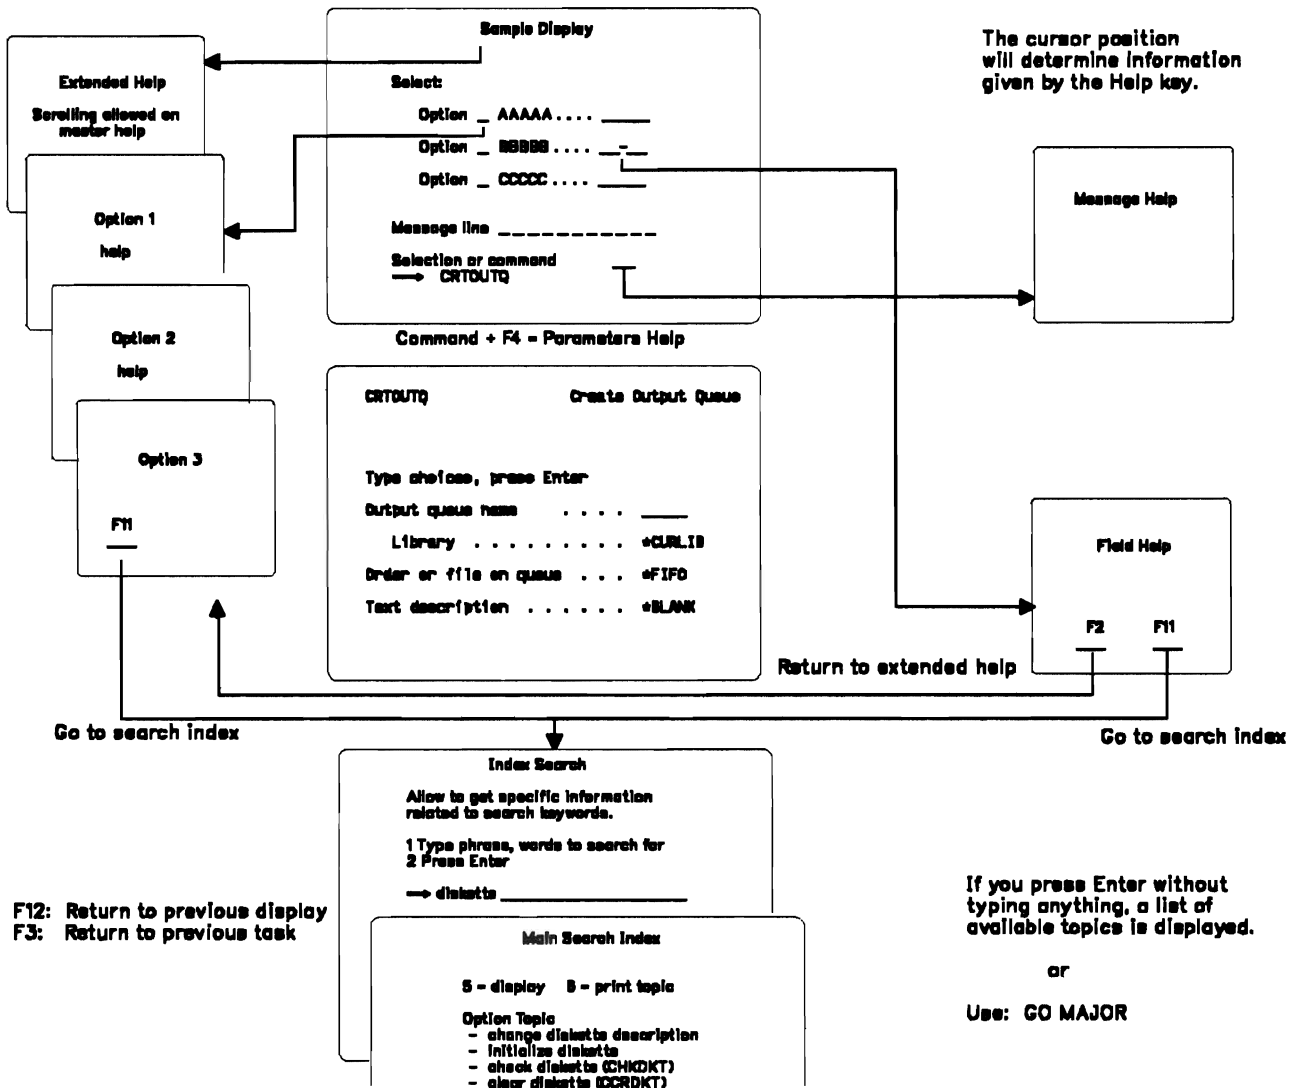 Sample Display
Select:
Option _ AAAAA.... _____
Option _ BBBBB.... _____
Option _ CCCCC.... _____
Message line ___________
Selection or command
⟶ CRTOUTQ
Command + F4 = Parameters Help
The cursor position
will determine information
given by the Help key.
Extended Help
Scrolling allowed on
master help
Option 1
help
Option 2
help
Option 3
F11
Message Help
CRTOUTQ Create Output Queue
Type choices, press Enter
Output queue name . . . . _____
Library . . . . . . . . . *CURLIB
Order or file on queue . . . *FIFO
Text description . . . . . . *BLANK
Field Help
F2 F11
Return to extended help
Go to search index
Go to search index
Index Search
Allow to get specific information
related to search keywords.
1 Type phrase, words to search for
2 Press Enter
⟶ diskette ____________________
F12: Return to previous display
F3: Return to previous task
Main Search Index
5 - display 6 - print topic
Option Topic
- change diskette description
- initialize diskette
- check diskette (CHKDKT)
- clear diskette (CCRDKT)
If you press Enter without
typing anything, a list of
available topics is displayed.
or
Use: GO MAJOR